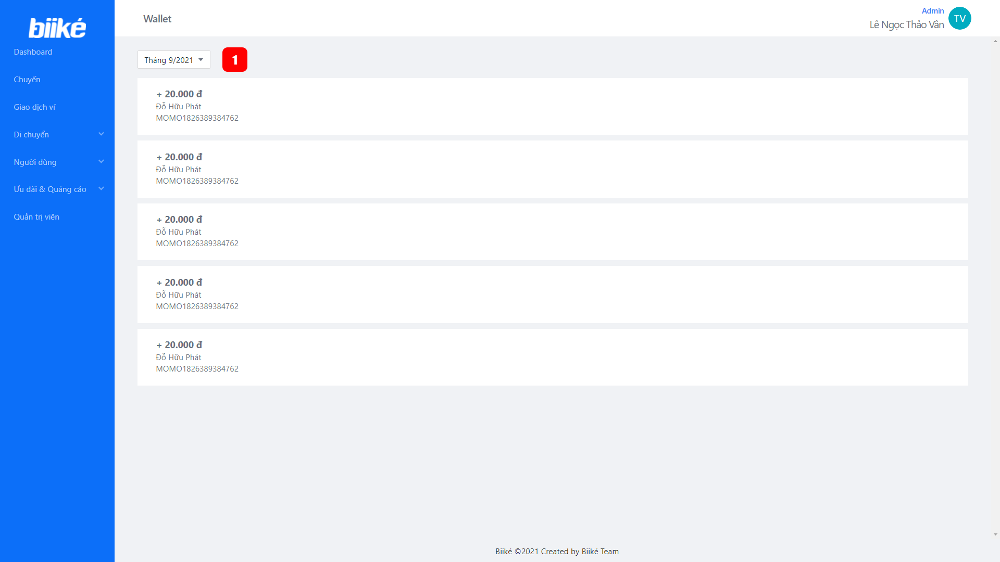 biiké
Dashboard
Chuyến
Giao dịch ví
Di chuyển
Người dùng
Ưu đãi & Quảng cáo
Quản trị viên
Wallet
Admin
Lê Ngọc Thảo Vân
TV
Tháng 9/2021
1
+ 20.000 đ
Đỗ Hữu Phát
MOMO1826389384762
+ 20.000 đ
Đỗ Hữu Phát
MOMO1826389384762
+ 20.000 đ
Đỗ Hữu Phát
MOMO1826389384762
+ 20.000 đ
Đỗ Hữu Phát
MOMO1826389384762
+ 20.000 đ
Đỗ Hữu Phát
MOMO1826389384762
Biiké ©2021 Created by Biiké Team